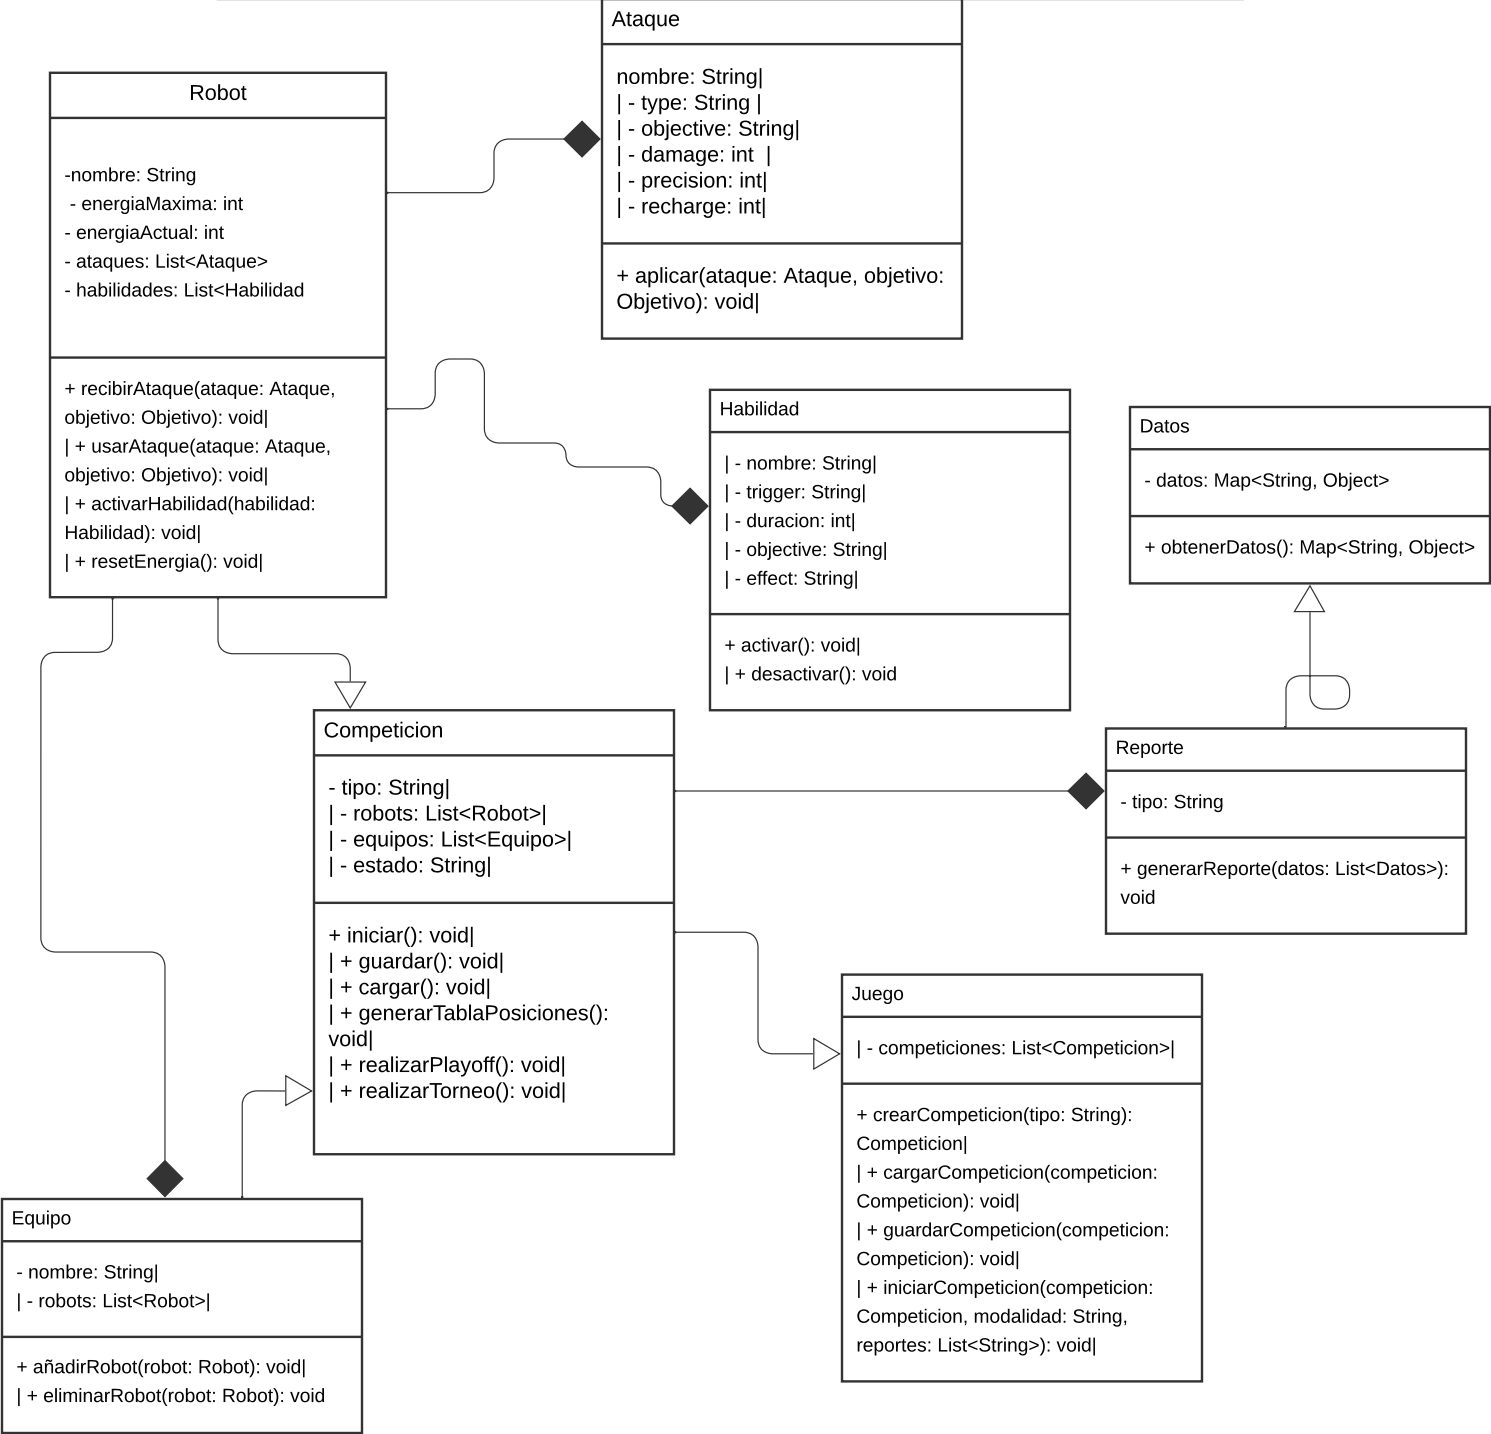 Ataque
nombre: String|
| - type: String |
| - objective: String|
| - damage: int  |
| - precision: int|
| - recharge: int|
+ aplicar(ataque: Ataque, objetivo:
Objetivo): void|
Robot
-nombre: String
- energiaMaxima: int
- energiaActual: int
- ataques: List<Ataque>
- habilidades: List<Habilidad
+ recibirAtaque(ataque: Ataque,
objetivo: Objetivo): void|
| + usarAtaque(ataque: Ataque,
objetivo: Objetivo): void|
| + activarHabilidad(habilidad:
Habilidad): void|
| + resetEnergia(): void|
Habilidad
| - nombre: String|
| - trigger: String|
| - duracion: int|
| - objective: String|
| - effect: String|
+ activar(): void|
| + desactivar(): void
Datos
- datos: Map<String, Object>
+ obtenerDatos(): Map<String, Object>
Competicion
- tipo: String|
| - robots: List<Robot>|
| - equipos: List<Equipo>|
| - estado: String|
+ iniciar(): void|
| + guardar(): void|
| + cargar(): void|
| + generarTablaPosiciones():
void|
| + realizarPlayoff(): void|
| + realizarTorneo(): void|
Reporte
- tipo: String
+ generarReporte(datos: List<Datos>):
void
Juego
| - competiciones: List<Competicion>|
+ crearCompeticion(tipo: String):
Competicion|
| + cargarCompeticion(competicion:
Competicion): void|
| + guardarCompeticion(competicion:
Competicion): void|
| + iniciarCompeticion(competicion:
Competicion, modalidad: String,
reportes: List<String>): void|
Equipo
- nombre: String|
| - robots: List<Robot>|
+ añadirRobot(robot: Robot): void|
| + eliminarRobot(robot: Robot): void